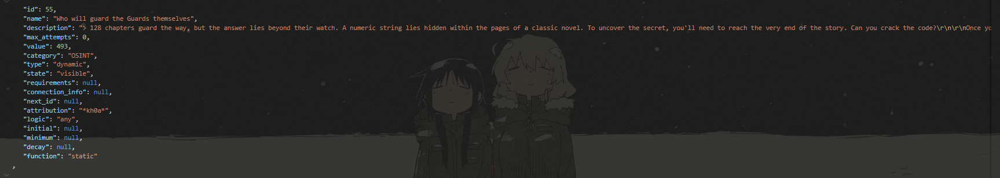 "id": 55,
"name": "Who will guard the Guards themselves",
"description": "> 128 chapters guard the way, but the answer lies beyond their watch. A numeric string lies hidden within the pages of a classic novel. To uncover the secret, you'll need to reach the very end of the story. Can you crack the code?\r\n\r\nOnce yo
"max_attempts": 0,
"value": 493,
"category": "OSINT",
"type": "dynamic",
"state": "visible",
"requirements": null,
"connection_info": null,
"next_id": null,
"attribution": "*kh0a*",
"logic": "any",
"initial": null,
"minimum": null,
"decay": null,
"function": "static"
,